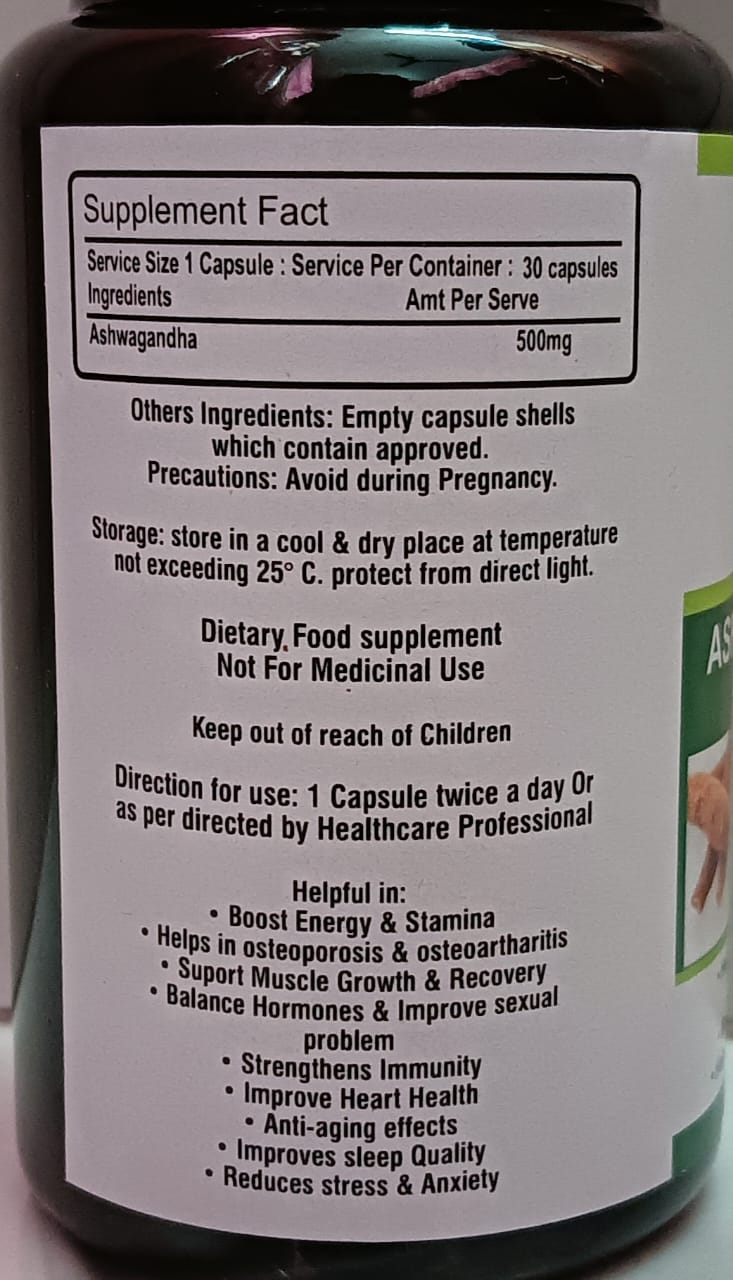 Supplement Fact
Service Size 1 Capsule : Service Per Container : 30 capsules
Ingredients Amt Per Serve
Ashwagandha 500mg
Others Ingredients: Empty capsule shells
which contain approved.
Precautions: Avoid during Pregnancy.
Storage: store in a cool & dry place at temperature
not exceeding 25° C. protect from direct light.
Dietary. Food supplement
Not For Medicinal Use
Keep out of reach of Children
Direction for use: 1 Capsule twice a day Or
as per directed by Healthcare Professional
Helpful in:
• Boost Energy & Stamina
• Helps in osteoporosis & osteoartharitis
• Suport Muscle Growth & Recovery
• Balance Hormones & Improve sexual
problem
• Strengthens Immunity
• Improve Heart Health
• Anti-aging effects
• Improves sleep Quality
• Reduces stress & Anxiety